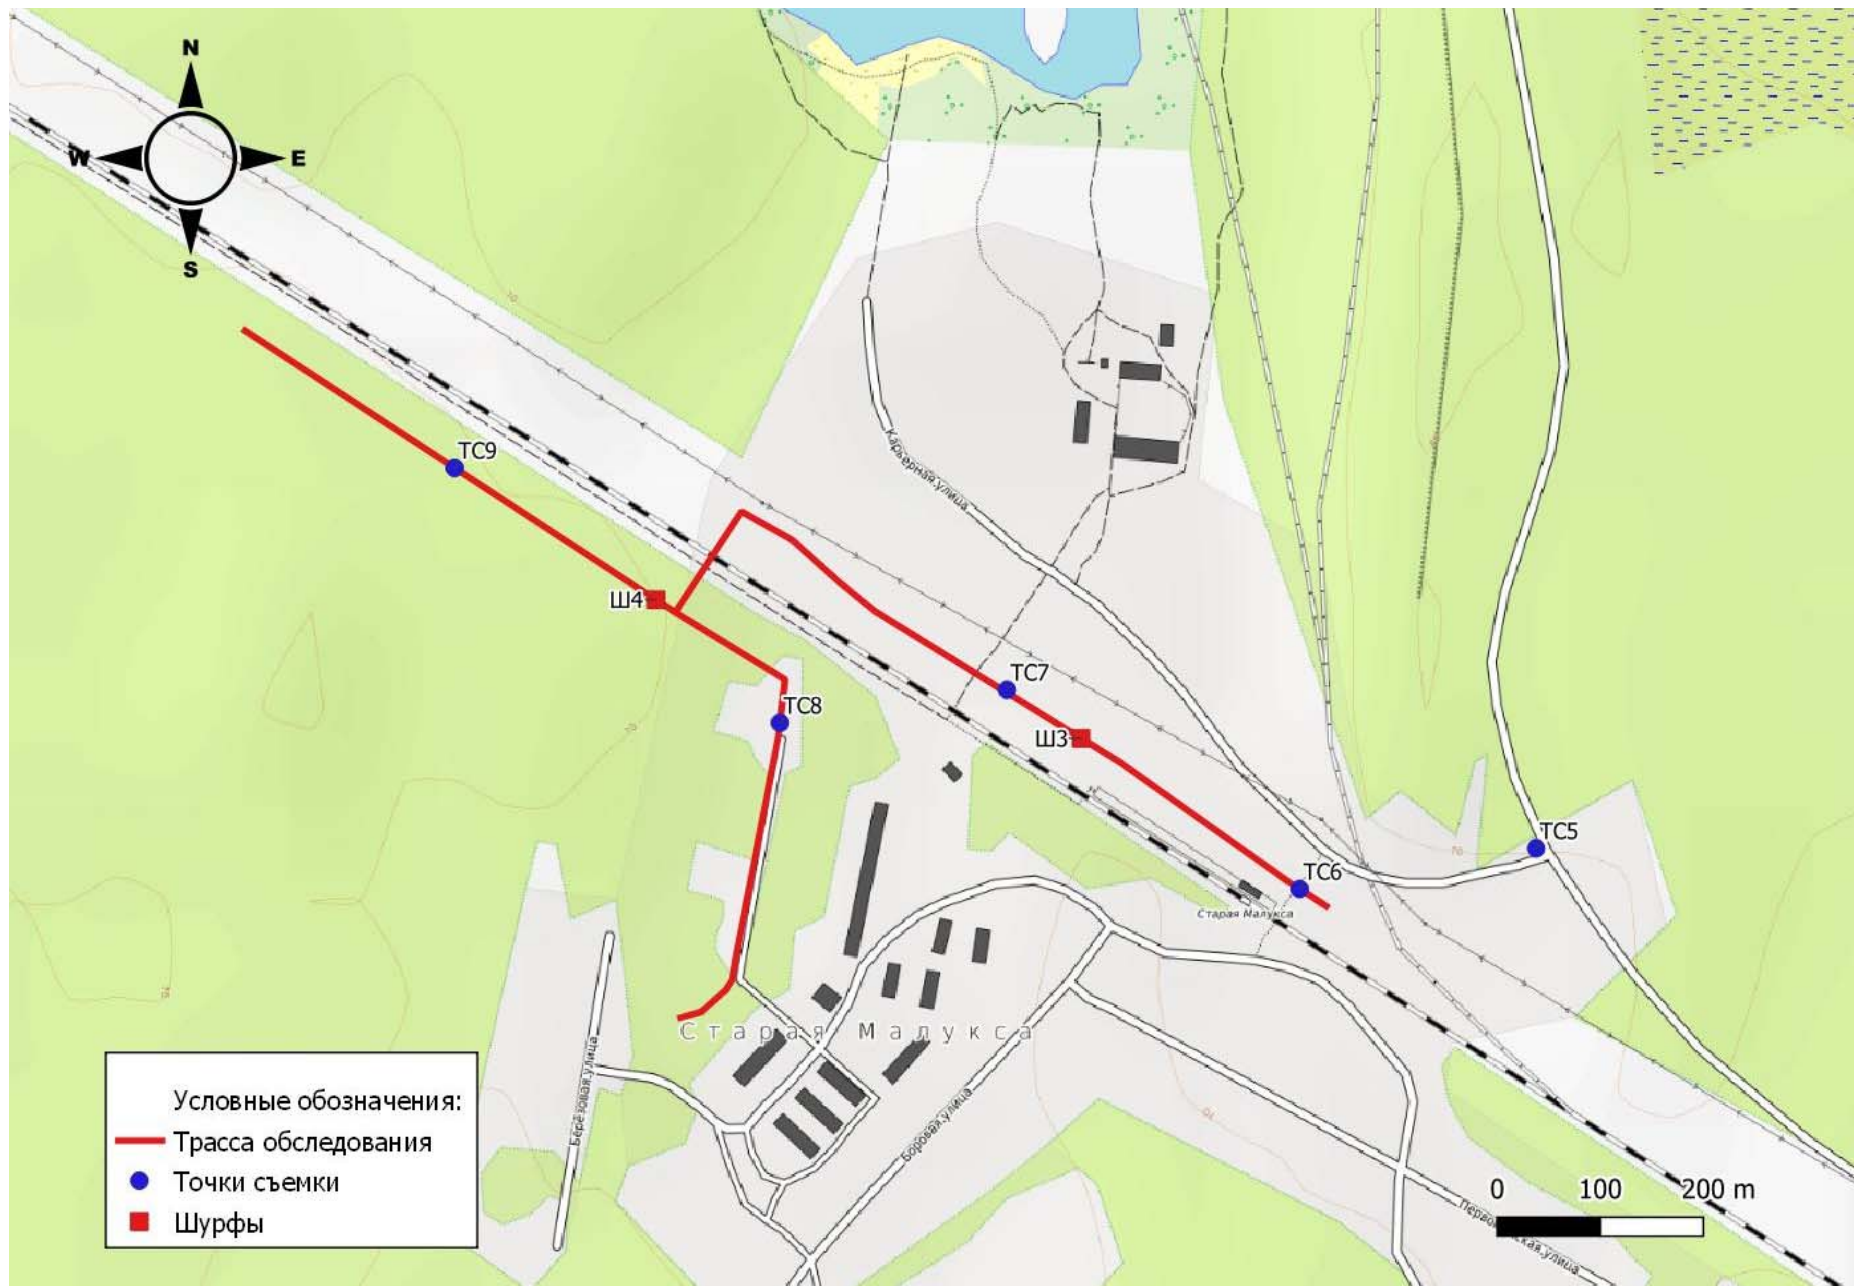 N
W
E
S
Карьерная улица
ТС9
Ш4
ТС7
ТС8
Ш3
ТС5
ТС6
Старая Малукса
Старая Малукса
Берёзовая улица
Боровая улица
Условные обозначения:
Трасса обследования
Точки съемки
Шурфы
0 100 200 m
улица